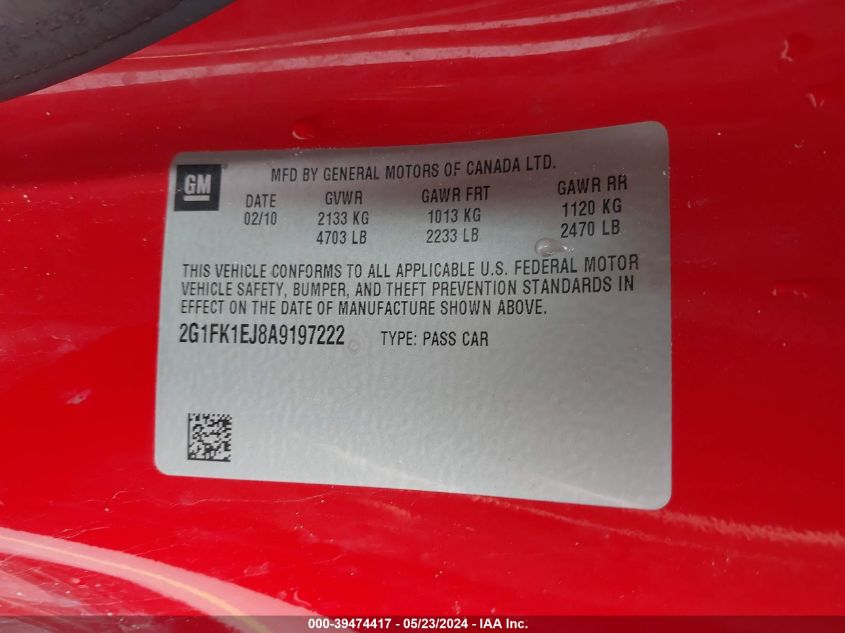 GM
MFD BY GENERAL MOTORS OF CANADA LTD.
DATE GVWR GAWR FRT GAWR RR
02/10 2133 KG 1013 KG 1120 KG
4703 LB 2233 LB 2470 LB
THIS VEHICLE CONFORMS TO ALL APPLICABLE U.S. FEDERAL MOTOR
VEHICLE SAFETY, BUMPER, AND THEFT PREVENTION STANDARDS IN
EFFECT ON THE DATE OF MANUFACTURE SHOWN ABOVE.
2G1FK1EJ8A9197222 TYPE: PASS CAR
000-39474417 - 05/23/2024 - IAA Inc.